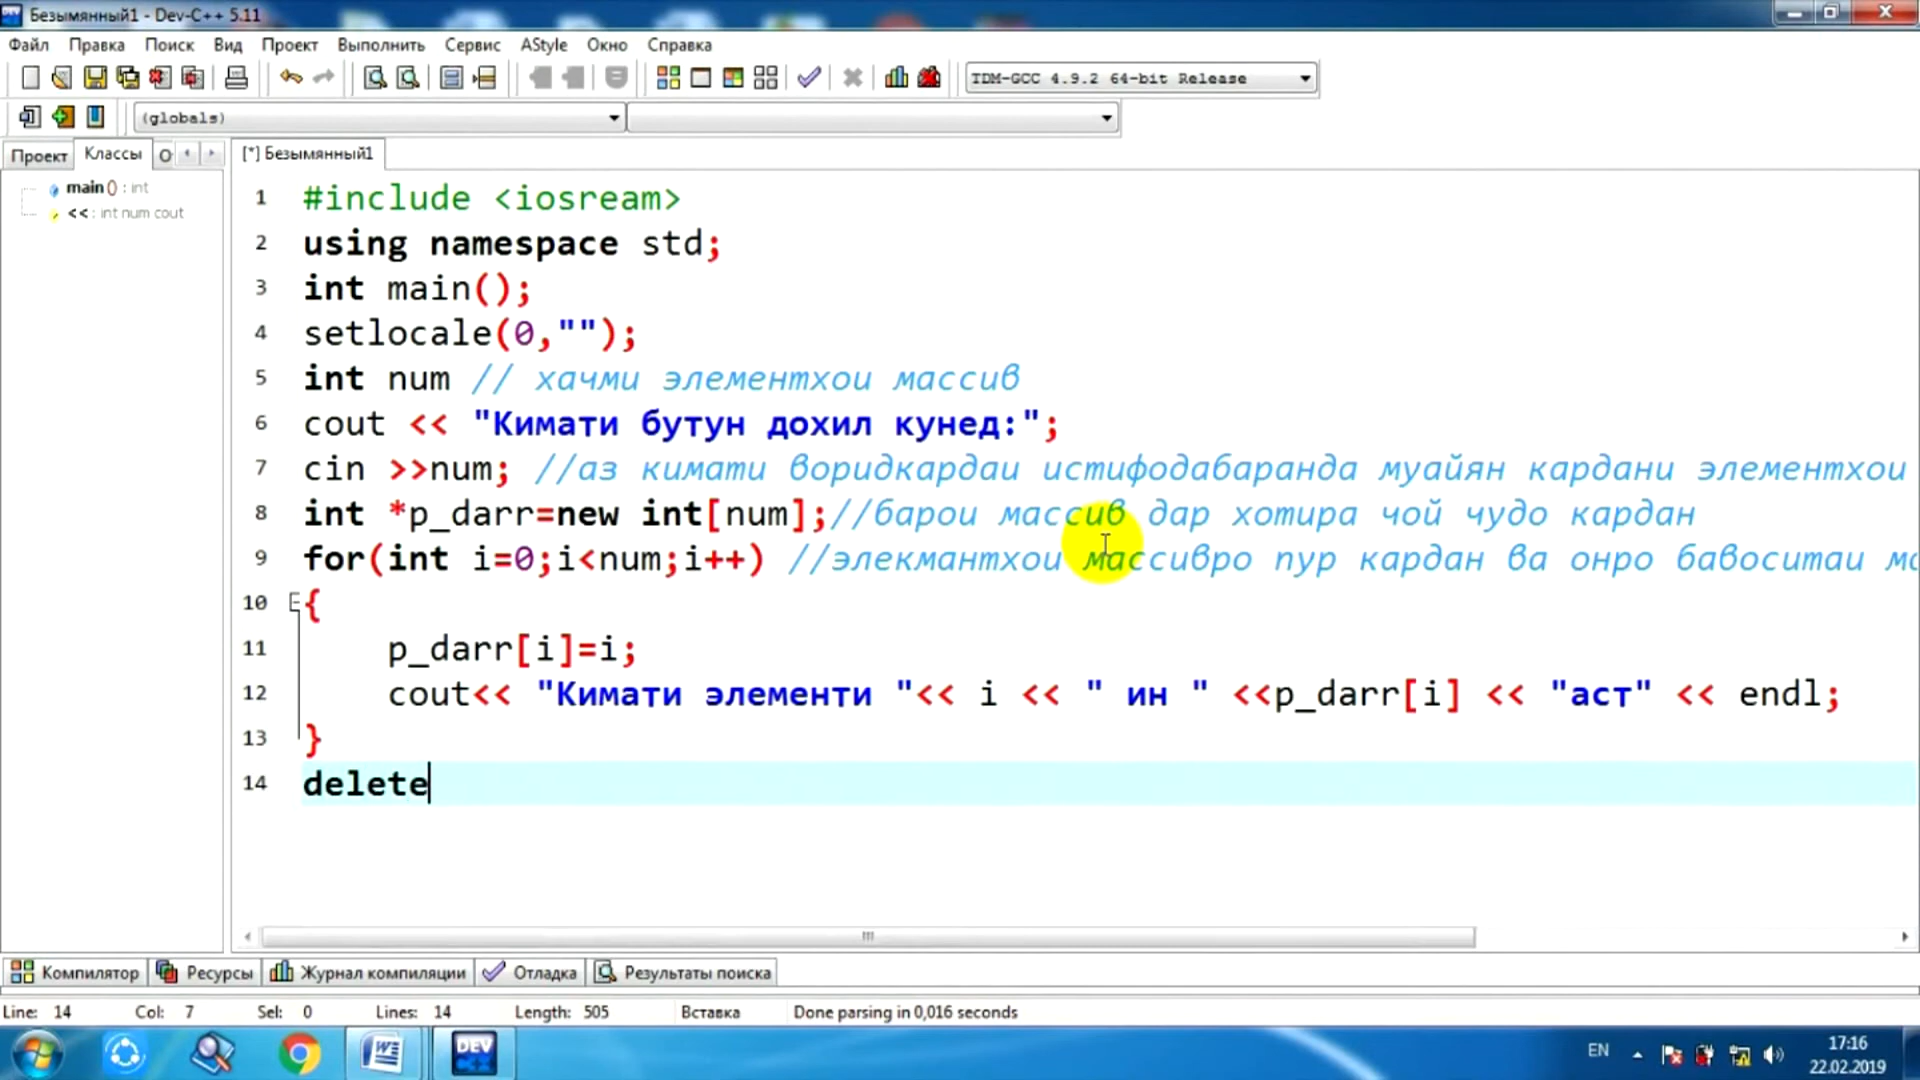 Безымянный1 - Dev-C++ 5.11
Файл Правка Поиск Вид Проект Выполнить Сервис AStyle Окно Справка
TDM-GCC 4.9.2 64-bit Release
(globals)
Проект Классы О
[*] Безымянный1
main () : int
<< : int num cout
1 #include <iosream>
2 using namespace std;
3 int main();
4 setlocale(0,"");
5 int num // хачми элементхои массив
6 cout << "Кимати бутун дохил кунед:";
7 cin >>num; //аз кимати воридкардаи истифодабаранда муайян кардани элементхои
8 int *p_darr=new int[num];//барои массив дар хотира чой чудо кардан
9 for(int i=0;i<num;i++) //элекмантхои массивро пур кардан ва онро бавоситаи
10 {
11 p_darr[i]=i;
12 cout<< "Кимати элементи "<< i << " ин " <<p_darr[i] << "аст" << endl;
13 }
14 delete
Компилятор Ресурсы Журнал компиляции Отладка Результаты поиска
Line: 14 Col: 7 Sel: 0 Lines: 14 Length: 505 Вставка Done parsing in 0,016 seconds
DEV C++
EN
17:16
22.02.2019